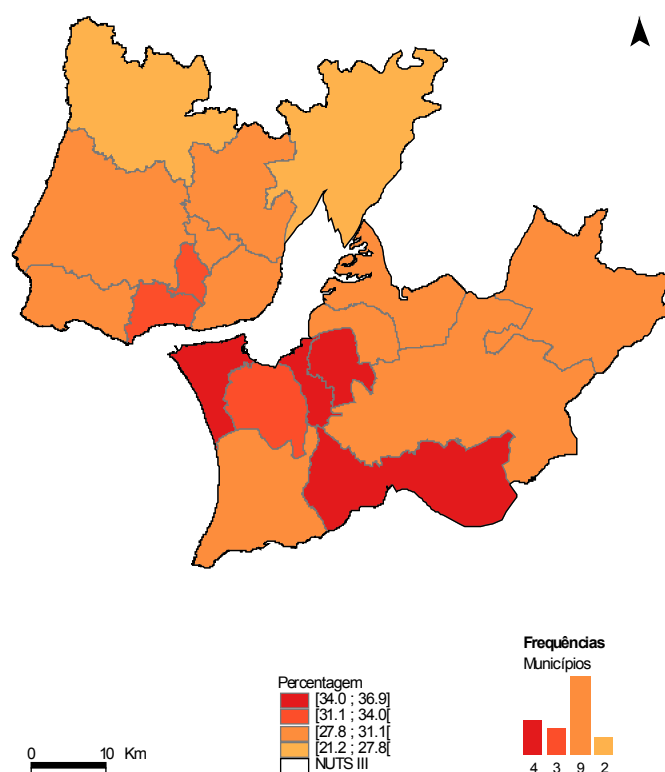 Frequências
Municípios
Percentagem
[34.0 ; 36.9]
[31.1 ; 34.0[
[27.8 ; 31.1[
[21.2 ; 27.8[
NUTS III
0 10 Km
4 3 9 2